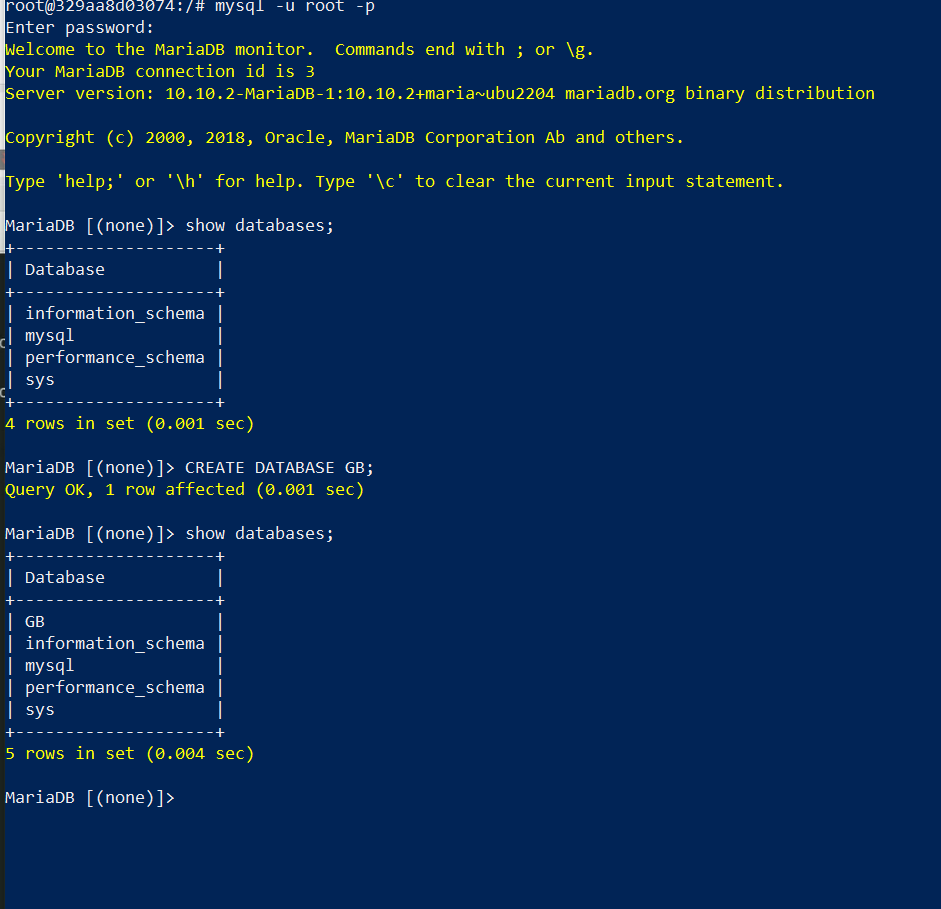 root@329aa8d03074:/# mysql -u root -p
Enter password:
Welcome to the MariaDB monitor.  Commands end with ; or \g.
Your MariaDB connection id is 3
Server version: 10.10.2-MariaDB-1:10.10.2+maria~ubu2204 mariadb.org binary distribution

Copyright (c) 2000, 2018, Oracle, MariaDB Corporation Ab and others.

Type 'help;' or '\h' for help. Type '\c' to clear the current input statement.

MariaDB [(none)]> show databases;
+--------------------+
| Database           |
+--------------------+
| information_schema |
| mysql              |
| performance_schema |
| sys                |
+--------------------+
4 rows in set (0.001 sec)

MariaDB [(none)]> CREATE DATABASE GB;
Query OK, 1 row affected (0.001 sec)

MariaDB [(none)]> show databases;
+--------------------+
| Database           |
+--------------------+
| GB                 |
| information_schema |
| mysql              |
| performance_schema |
| sys                |
+--------------------+
5 rows in set (0.004 sec)

MariaDB [(none)]>